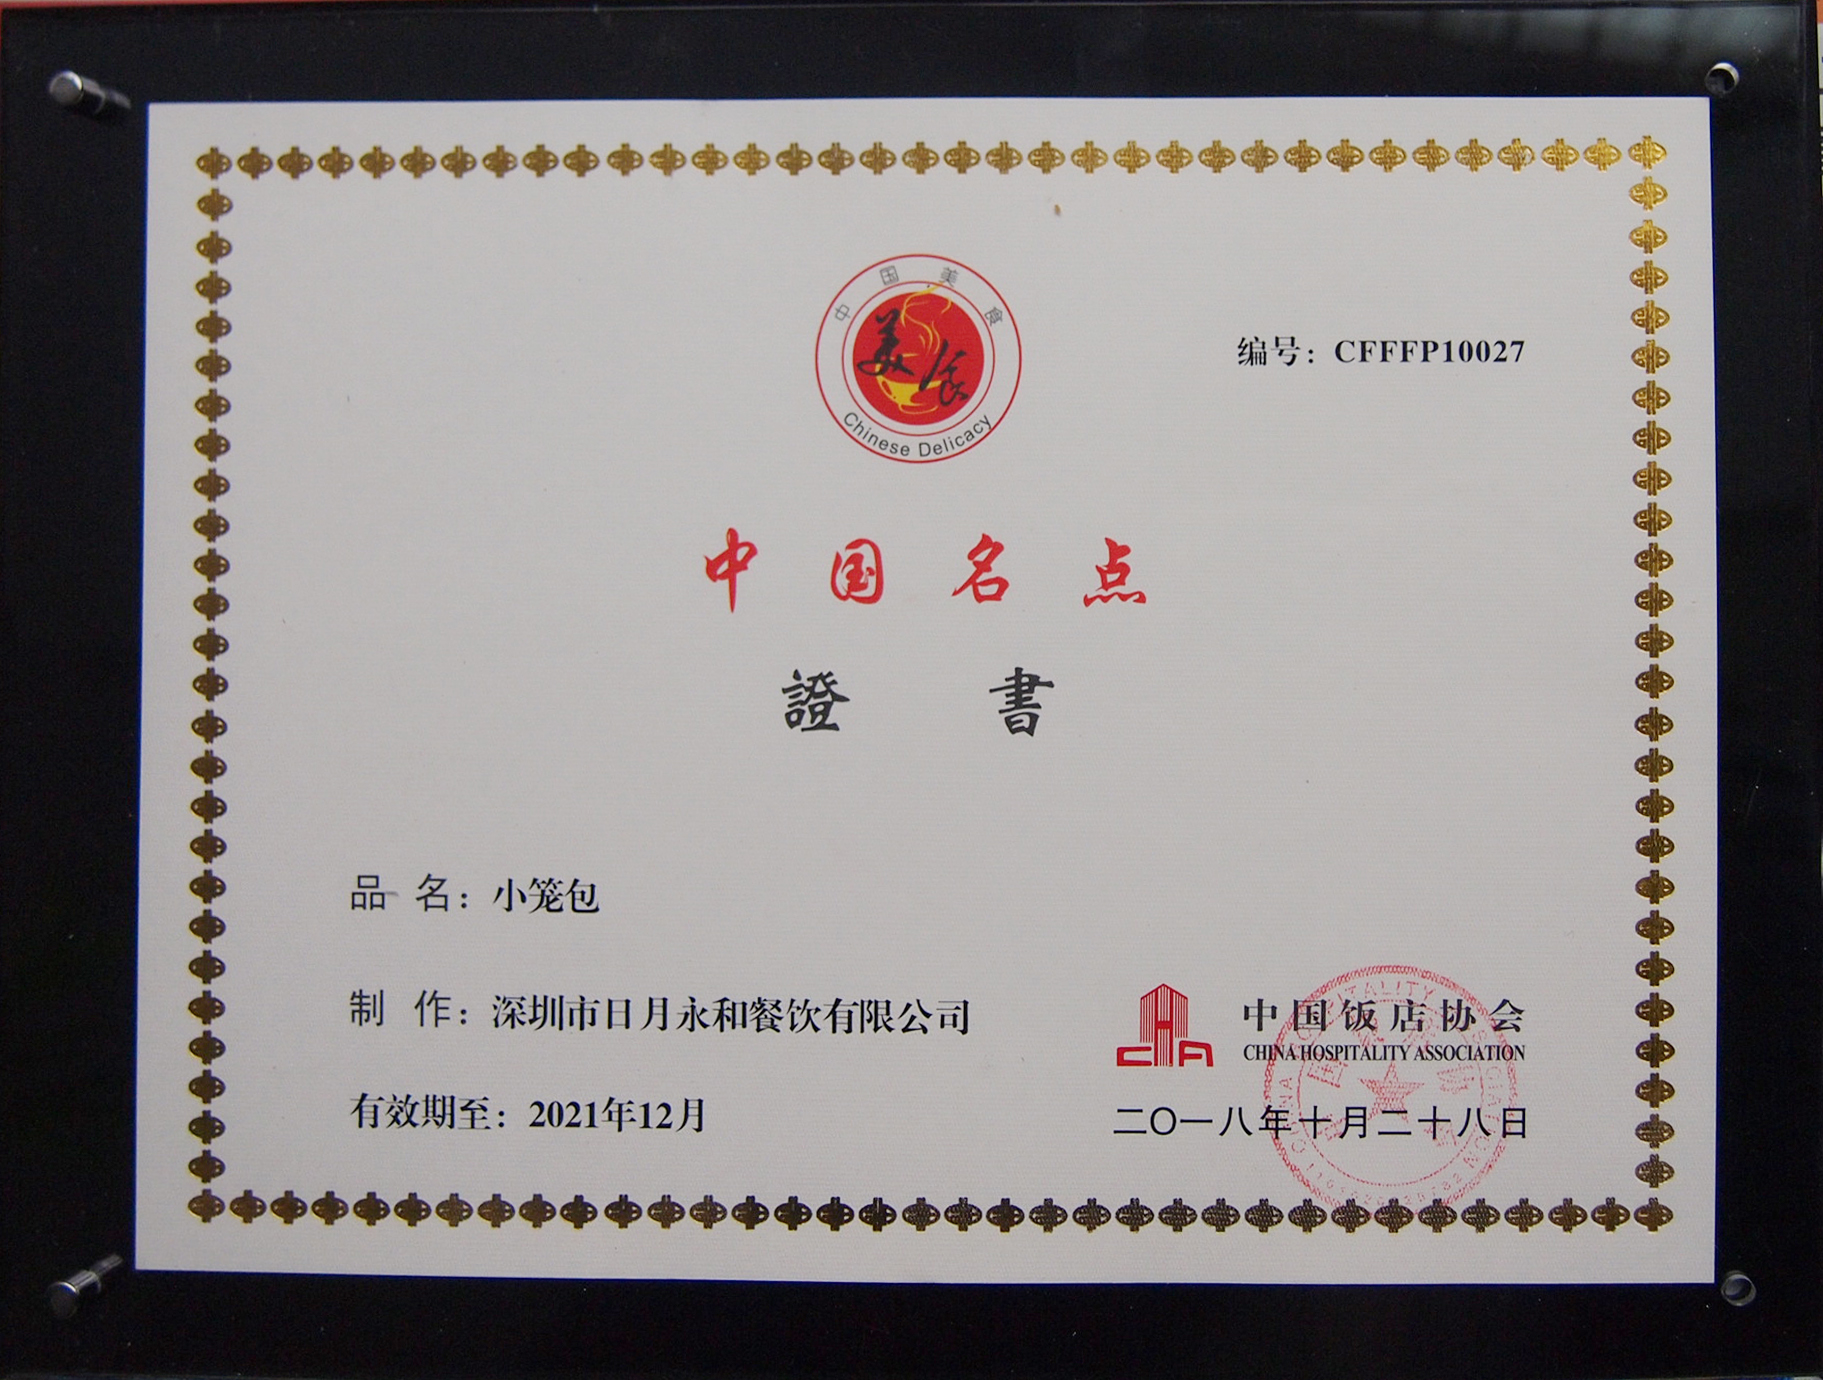 中国美食
美食
Chinese Delicacy
编号：CFFFP10027
中国名点
證書
品 名：小笼包
制 作：深圳市日月永和餐饮有限公司
有效期至：2021年12月
CHA
中国饭店协会
CHINA HOSPITALITY ASSOCIATION
二〇一八年十月二十八日